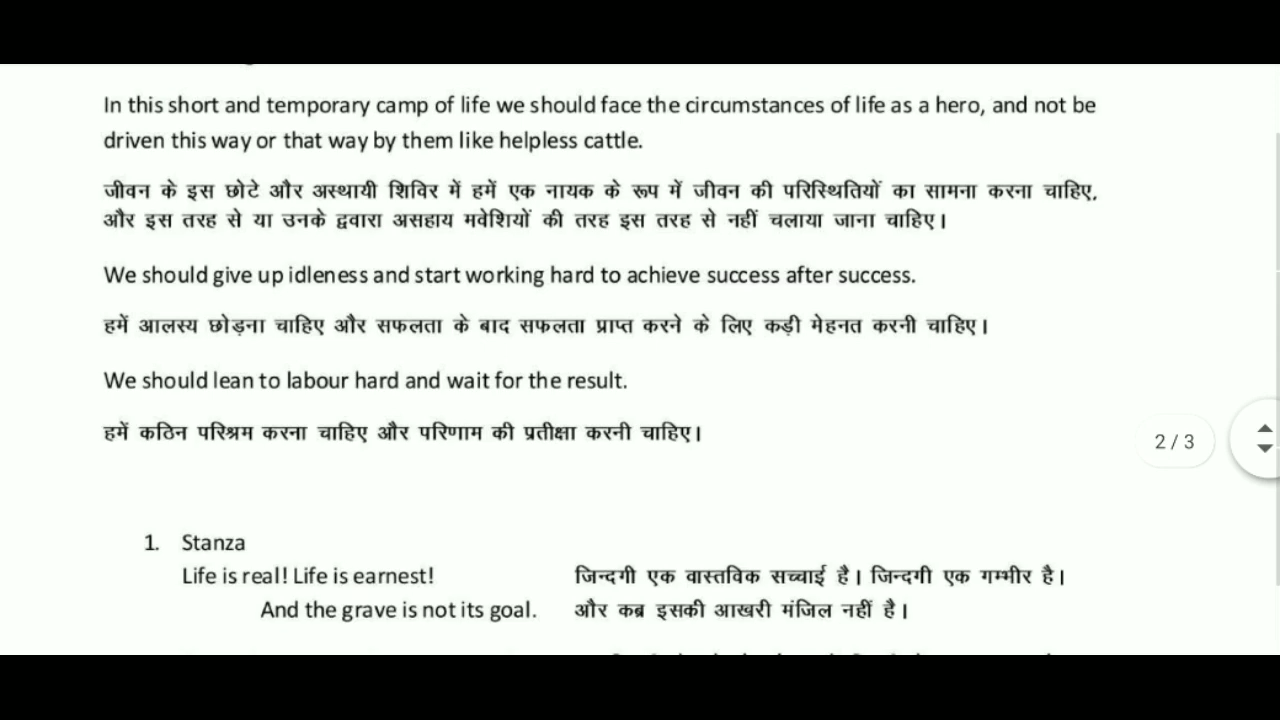 In this short and temporary camp of life we should face the circumstances of life as a hero, and not be
driven this way or that way by them like helpless cattle.
जीवन के इस छोटे और अस्थायी शिविर में हमें एक नायक के रूप में जीवन की परिस्थितियों का सामना करना चाहिए,
और इस तरह से या उनके द्ववारा असहाय मवेशियों की तरह इस तरह से नहीं चलाया जाना चाहिए।
We should give up idleness and start working hard to achieve success after success.
हमें आलस्य छोड़ना चाहिए और सफलता के बाद सफलता प्राप्त करने के लिए कड़ी मेहनत करनी चाहिए।
We should lean to labour hard and wait for the result.
हमें कठिन परिश्रम करना चाहिए और परिणाम की प्रतीक्षा करनी चाहिए।
2 / 3
1. Stanza
Life is real! Life is earnest! जिन्दगी एक वास्तविक सच्चाई है। जिन्दगी एक गम्भीर है।
And the grave is not its goal. और कब्र इसकी आखरी मंजिल नहीं है।